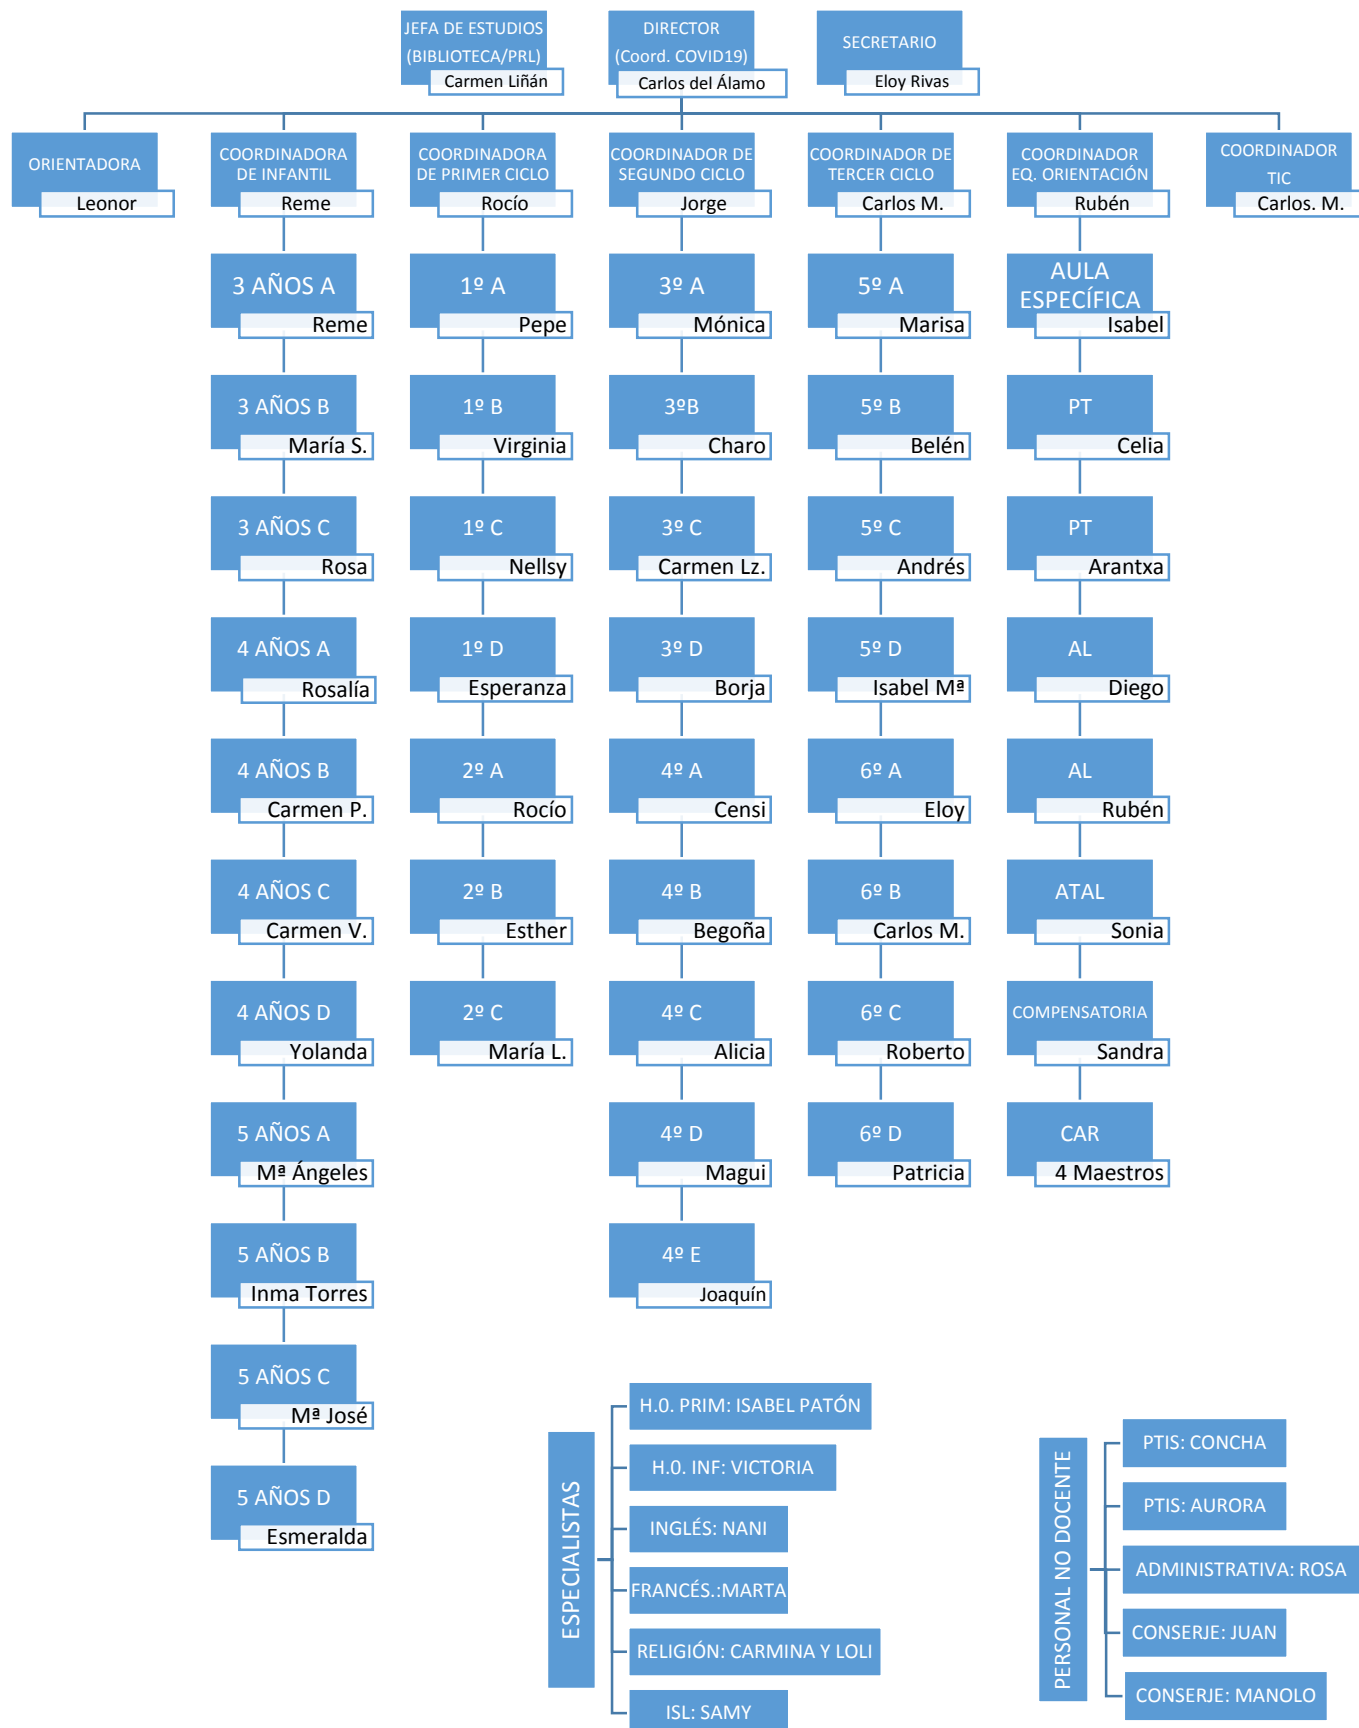 JEFA DE ESTUDIOS
(BIBLIOTECA/PRL)
Carmen Liñán
DIRECTOR
(Coord. COVID19)
Carlos del Álamo
SECRETARIO
Eloy Rivas
ORIENTADORA
Leonor
COORDINADORA
DE INFANTIL
Reme
COORDINADORA
DE PRIMER CICLO
Rocío
COORDINADOR DE
SEGUNDO CICLO
Jorge
COORDINADOR DE
TERCER CICLO
Carlos M.
COORDINADOR
EQ. ORIENTACIÓN
Rubén
COORDINADOR
TIC
Carlos. M.
3 AÑOS A
Reme
3 AÑOS B
María S.
3 AÑOS C
Rosa
4 AÑOS A
Rosalía
4 AÑOS B
Carmen P.
4 AÑOS C
Carmen V.
4 AÑOS D
Yolanda
5 AÑOS A
Mª Ángeles
5 AÑOS B
Inma Torres
5 AÑOS C
Mª José
5 AÑOS D
Esmeralda
1º A
Pepe
1º B
Virginia
1º C
Nellsy
1º D
Esperanza
2º A
Rocío
2º B
Esther
2º C
María L.
3º A
Mónica
3ºB
Charo
3º C
Carmen Lz.
3º D
Borja
4º A
Censi
4º B
Begoña
4º C
Alicia
4º D
Magui
4º E
Joaquín
5º A
Marisa
5º B
Belén
5º C
Andrés
5º D
Isabel Mª
6º A
Eloy
6º B
Carlos M.
6º C
Roberto
6º D
Patricia
AULA
ESPECÍFICA
Isabel
PT
Celia
PT
Arantxa
AL
Diego
AL
Rubén
ATAL
Sonia
COMPENSATORIA
Sandra
CAR
4 Maestros
ESPECIALISTAS
H.0. PRIM: ISABEL PATÓN
H.0. INF: VICTORIA
INGLÉS: NANI
FRANCÉS.:MARTA
RELIGIÓN: CARMINA Y LOLI
ISL: SAMY
PERSONAL NO DOCENTE
PTIS: CONCHA
PTIS: AURORA
ADMINISTRATIVA: ROSA
CONSERJE: JUAN
CONSERJE: MANOLO